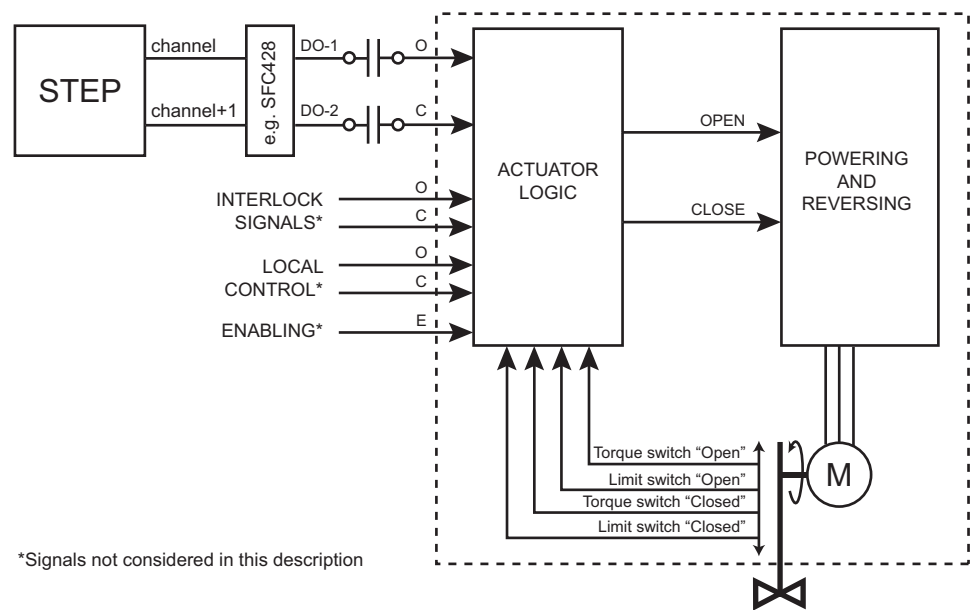 STEP
channel
channel+1
e.g. SFC428
DO-1
DO-2
O
C
INTERLOCK
SIGNALS*
O
C
LOCAL
CONTROL*
O
C
ENABLING*
E
ACTUATOR
LOGIC
OPEN
CLOSE
POWERING
AND
REVERSING
Torque switch “Open”
Limit switch “Open”
Torque switch “Closed”
Limit switch “Closed”
M
*Signals not considered in this description